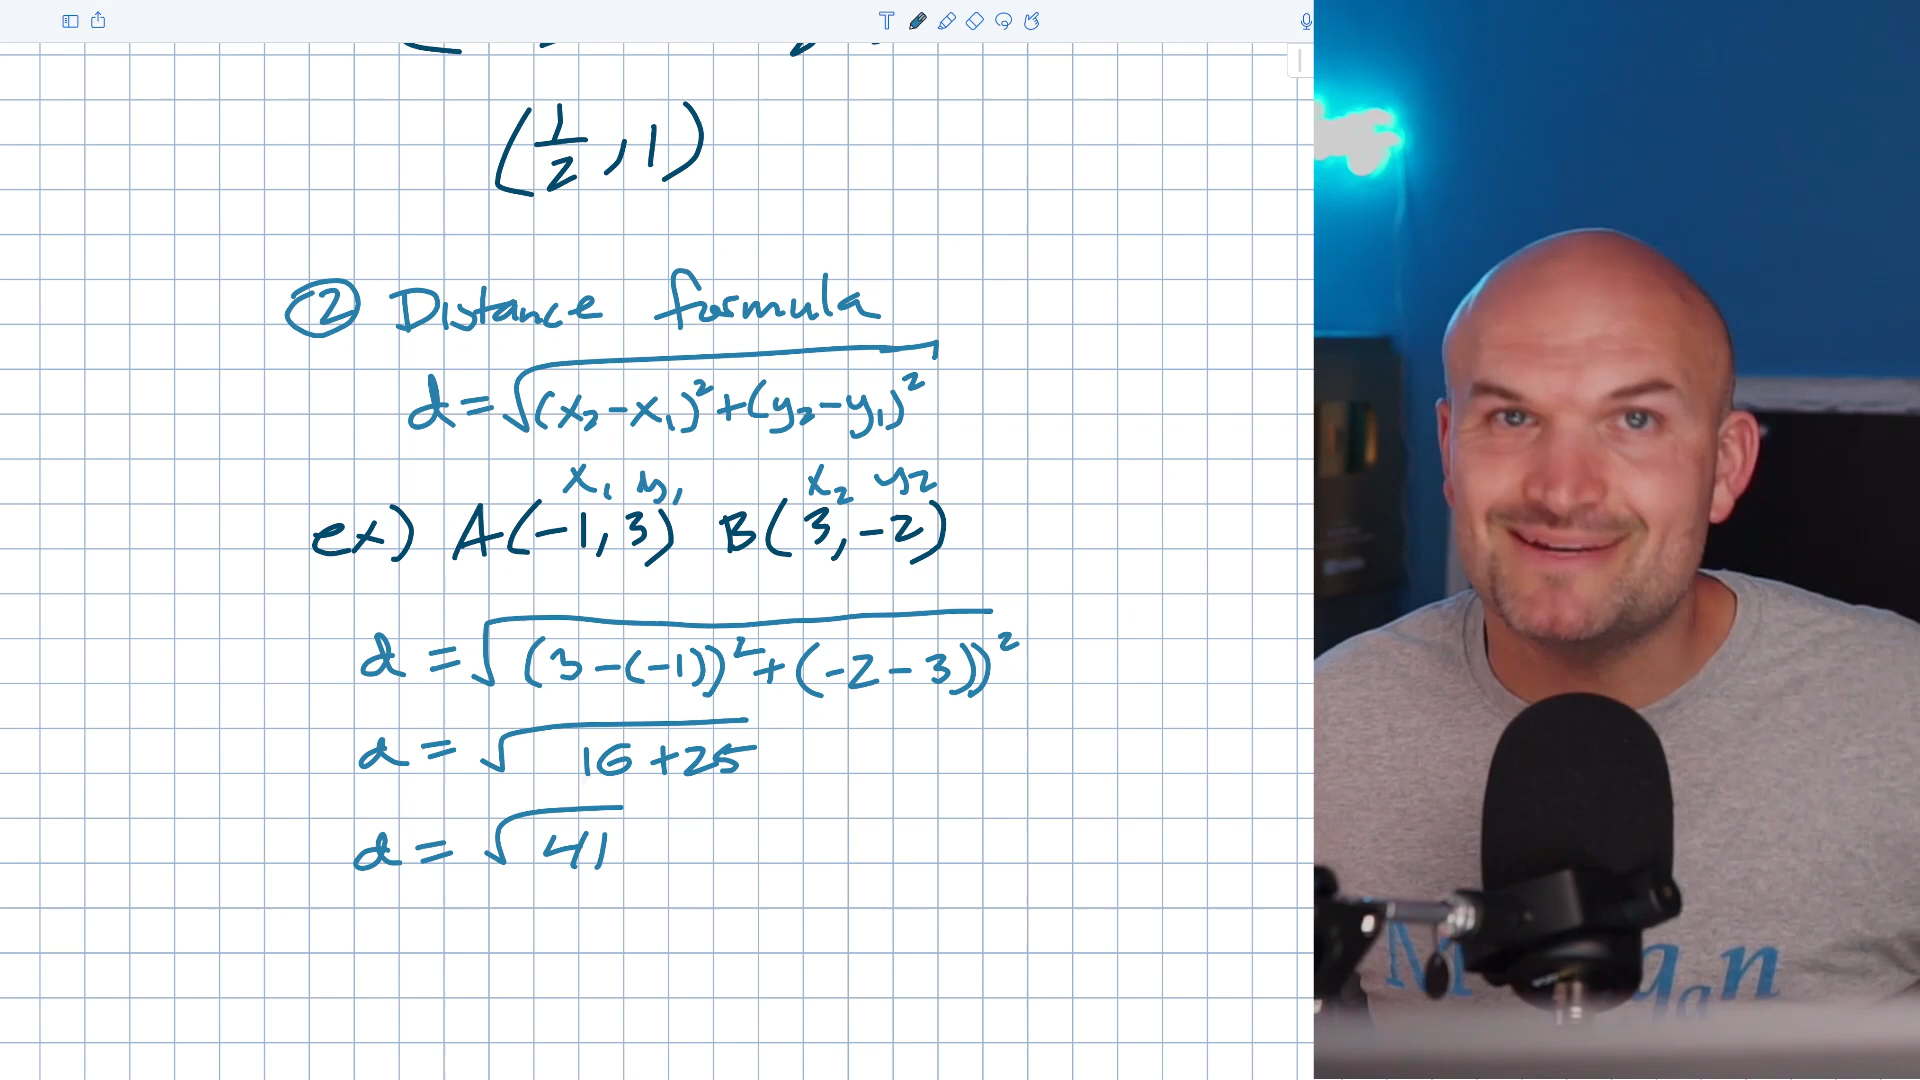 (1/2, 1)
② Distance formula
d = √(x₂ - x₁)² + (y₂ - y₁)²
x₁ y₁ x₂ y₂
ex) A(-1, 3) B(3, -2)
d = √(3 - (-1))² + (-2 - 3))²
d = √16 + 25
d = √41